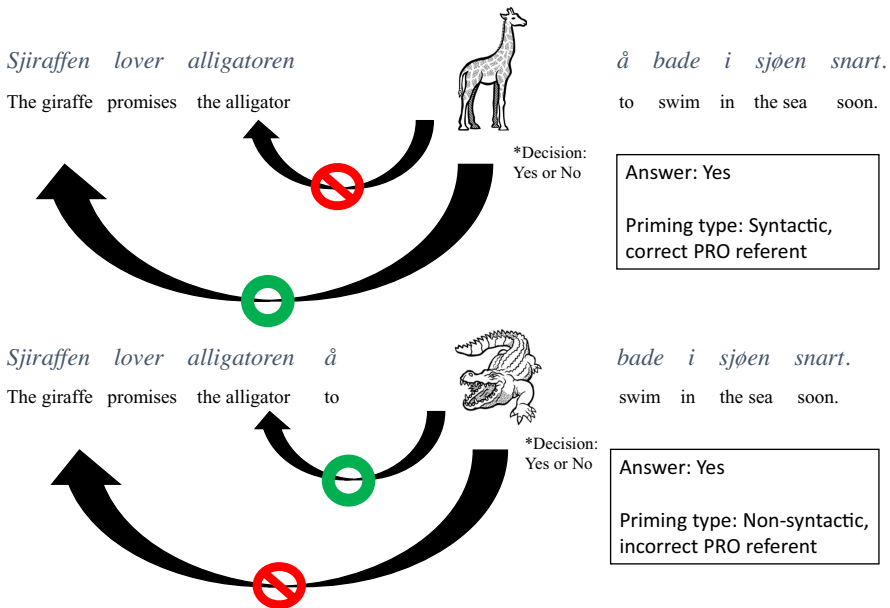 Sjiraffen lover alligatoren å bade i sjøen snart.
The giraffe promises the alligator to swim in the sea soon.
*Decision:
Yes or No
Answer: Yes
Priming type: Syntactic,
correct PRO referent
Sjiraffen lover alligatoren å bade i sjøen snart.
The giraffe promises the alligator to swim in the sea soon.
*Decision:
Yes or No
Answer: Yes
Priming type: Non-syntactic,
incorrect PRO referent